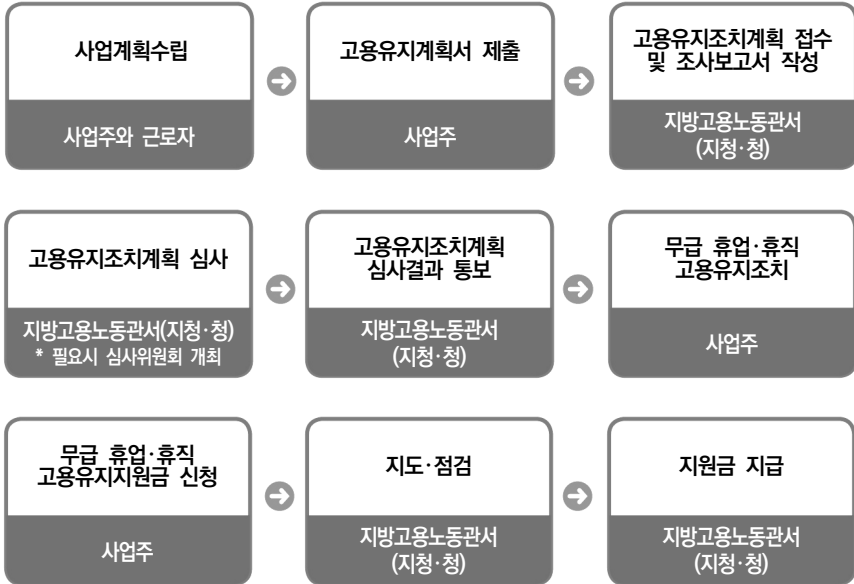 사업계획수립
사업주와 근로자
고용유지계획서 제출
사업주
고용유지조치계획 접수
및 조사보고서 작성
지방고용노동관서
(지청·청)
고용유지조치계획 심사
지방고용노동관서(지청·청)
* 필요시 심사위원회 개최
고용유지조치계획
심사결과 통보
지방고용노동관서
(지청·청)
무급 휴업·휴직
고용유지조치
사업주
무급 휴업·휴직
고용유지지원금 신청
사업주
지도·점검
지방고용노동관서
(지청·청)
지원금 지급
지방고용노동관서
(지청·청)